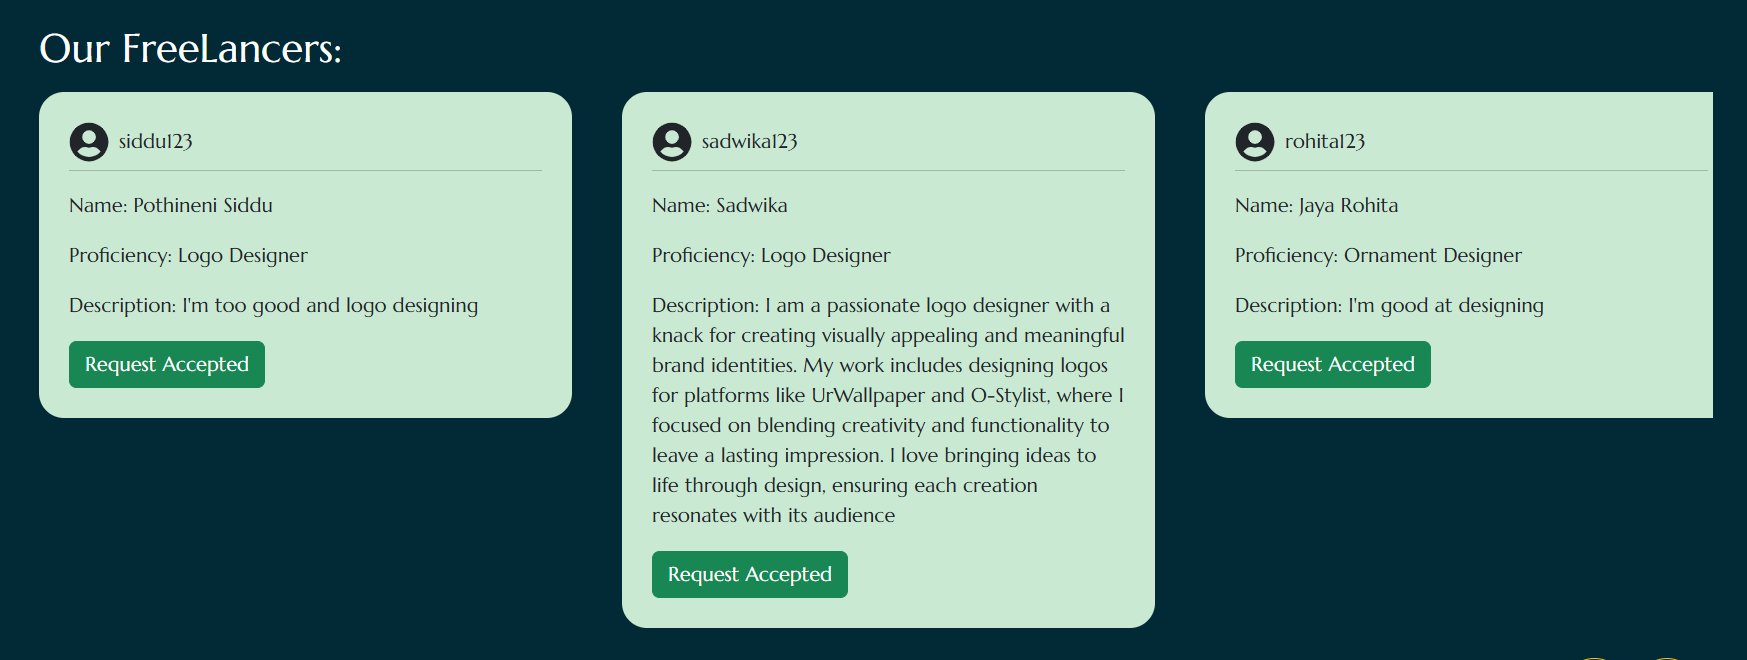 Our FreeLancers:
siddu123
Name: Pothineni Siddu
Proficiency: Logo Designer
Description: I'm too good and logo designing
Request Accepted
sadwika123
Name: Sadwika
Proficiency: Logo Designer
Description: I am a passionate logo designer with a
knack for creating visually appealing and meaningful
brand identities. My work includes designing logos
for platforms like UrWallpaper and O-Stylist, where I
focused on blending creativity and functionality to
leave a lasting impression. I love bringing ideas to
life through design, ensuring each creation
resonates with its audience
Request Accepted
rohita123
Name: Jaya Rohita
Proficiency: Ornament Designer
Description: I'm good at designing
Request Accepted